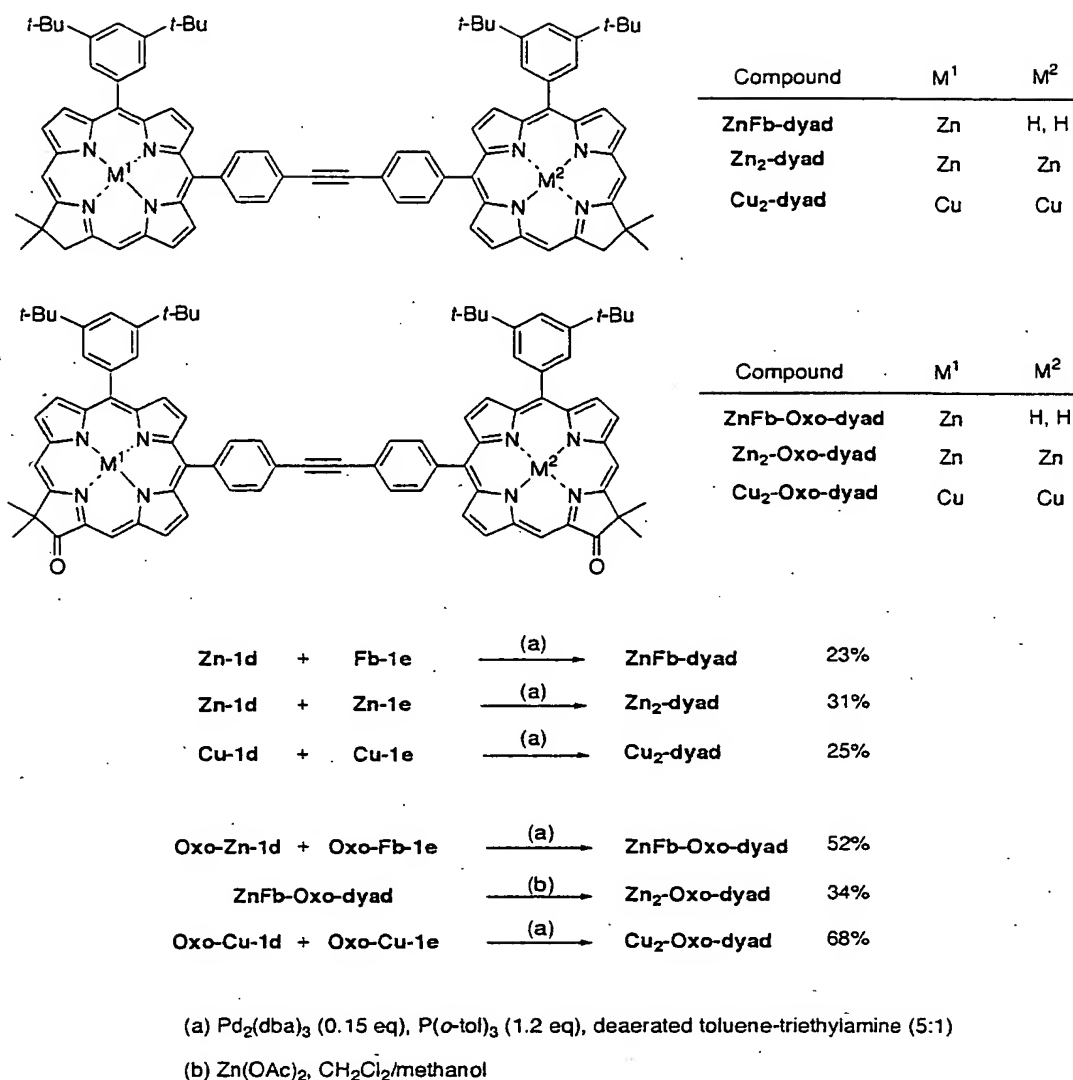 t-Bu t-Bu t-Bu t-Bu
Compound M¹ M²
ZnFb-dyad Zn H, H
Zn₂-dyad Zn Zn
Cu₂-dyad Cu Cu
N N N N
M¹ M²
N N N N
t-Bu t-Bu t-Bu t-Bu
Compound M¹ M²
ZnFb-Oxo-dyad Zn H, H
Zn₂-Oxo-dyad Zn Zn
Cu₂-Oxo-dyad Cu Cu
N N N N
M¹ M²
N N N N
O O
Zn-1d + Fb-1e (a) ZnFb-dyad 23%
Zn-1d + Zn-1e (a) Zn₂-dyad 31%
Cu-1d + Cu-1e (a) Cu₂-dyad 25%
Oxo-Zn-1d + Oxo-Fb-1e (a) ZnFb-Oxo-dyad 52%
ZnFb-Oxo-dyad (b) Zn₂-Oxo-dyad 34%
Oxo-Cu-1d + Oxo-Cu-1e (a) Cu₂-Oxo-dyad 68%
(a) Pd₂(dba)₃ (0.15 eq), P(o-tol)₃ (1.2 eq), deaerated toluene-triethylamine (5:1)
(b) Zn(OAc)₂, CH₂Cl₂/methanol